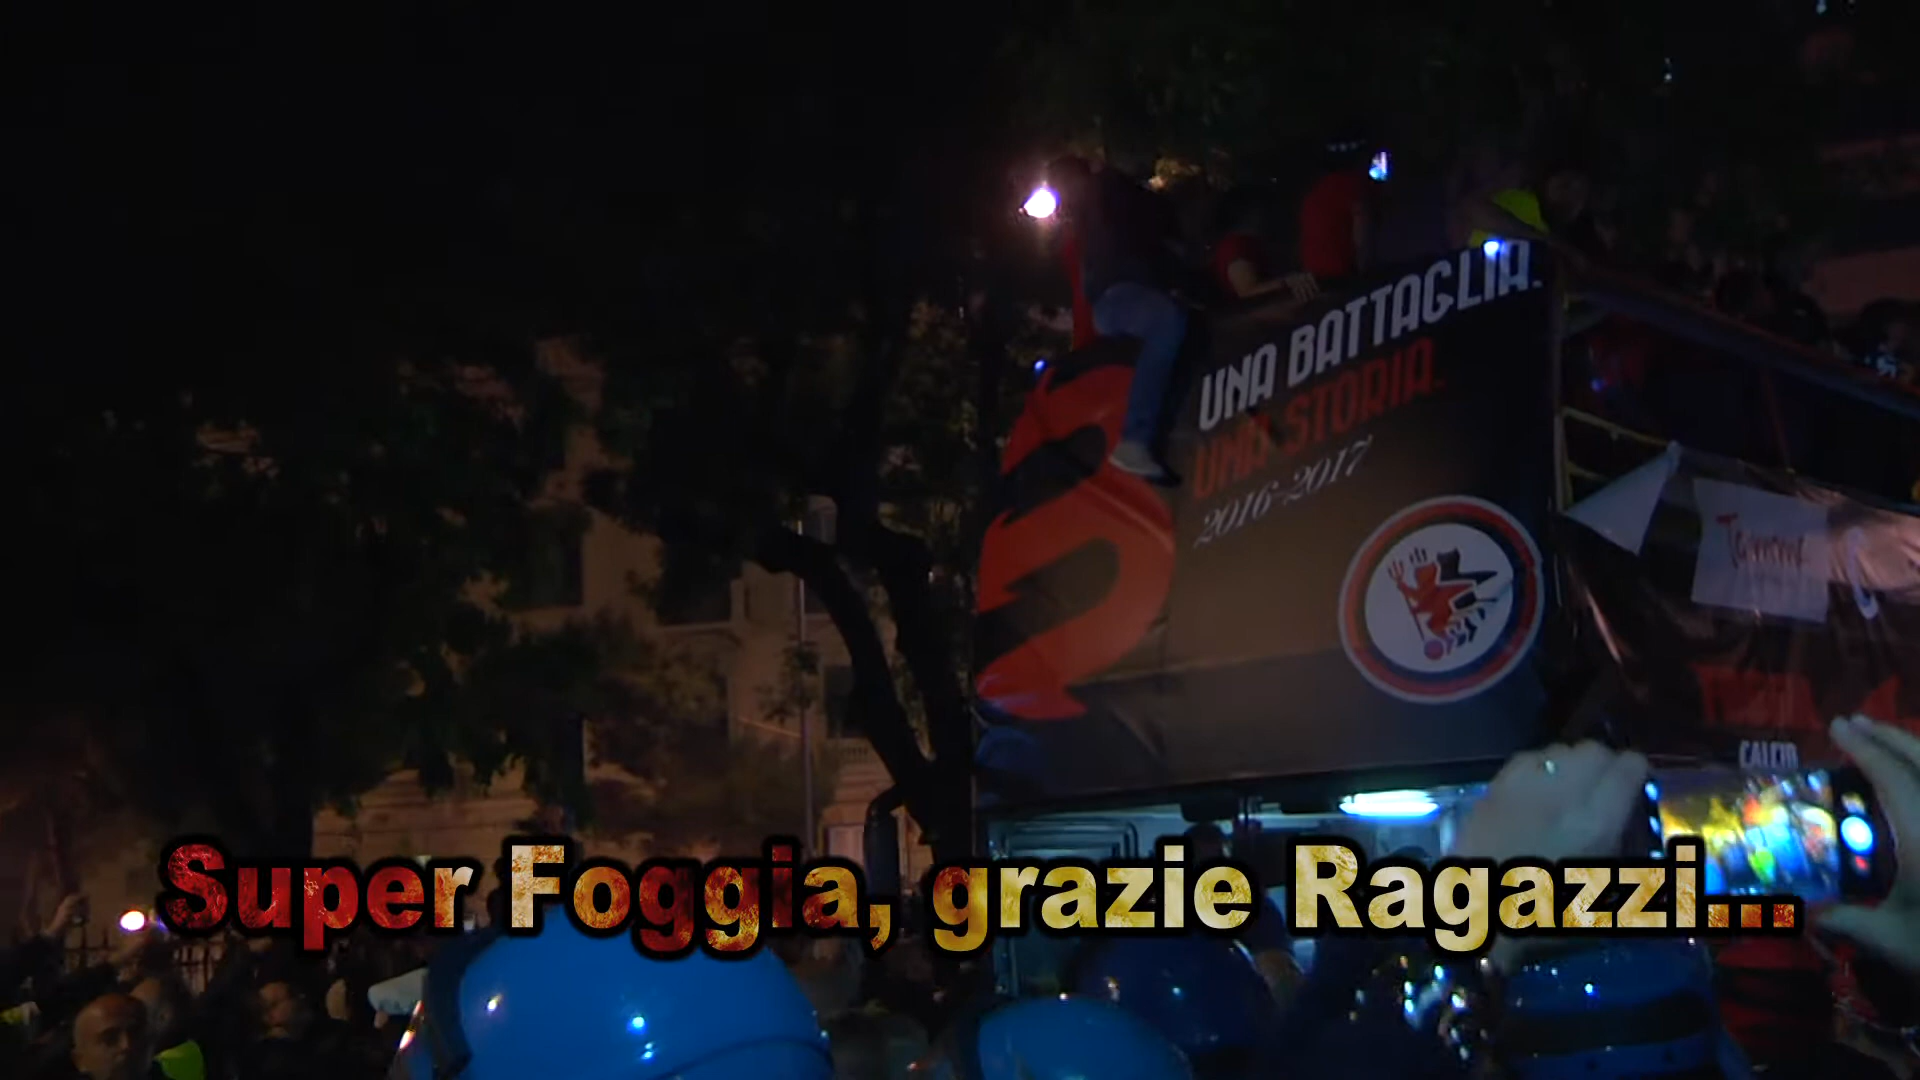 UNA BATTAGLIA.
UNA STORIA.
2016-2017
CALCIO
Super Foggia, grazie Ragazzi...